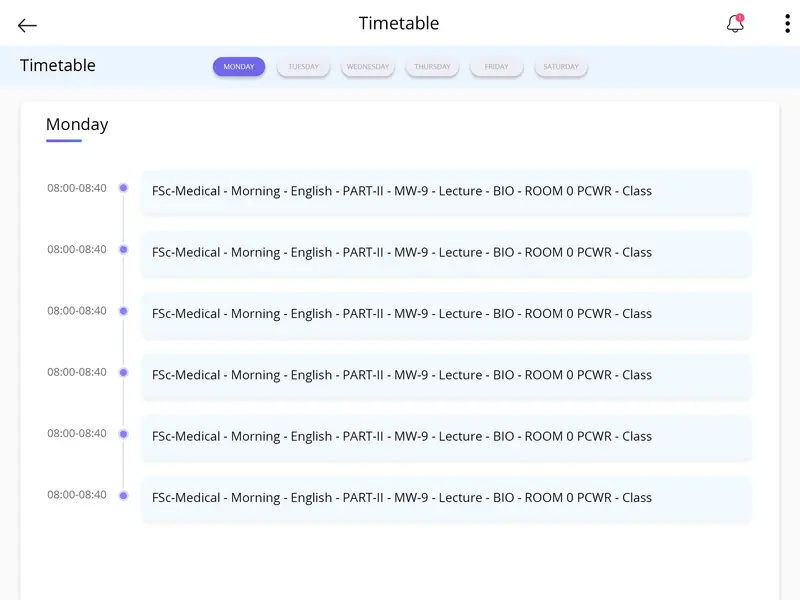 Timetable
1
Timetable
MONDAY
TUESDAY
WEDNESDAY
THURSDAY
FRIDAY
SATURDAY
Monday
08:00-08:40
FSc-Medical - Morning - English - PART-II - MW-9 - Lecture - BIO - ROOM 0 PCWR - Class
08:00-08:40
FSc-Medical - Morning - English - PART-II - MW-9 - Lecture - BIO - ROOM 0 PCWR - Class
08:00-08:40
FSc-Medical - Morning - English - PART-II - MW-9 - Lecture - BIO - ROOM 0 PCWR - Class
08:00-08:40
FSc-Medical - Morning - English - PART-II - MW-9 - Lecture - BIO - ROOM 0 PCWR - Class
08:00-08:40
FSc-Medical - Morning - English - PART-II - MW-9 - Lecture - BIO - ROOM 0 PCWR - Class
08:00-08:40
FSc-Medical - Morning - English - PART-II - MW-9 - Lecture - BIO - ROOM 0 PCWR - Class